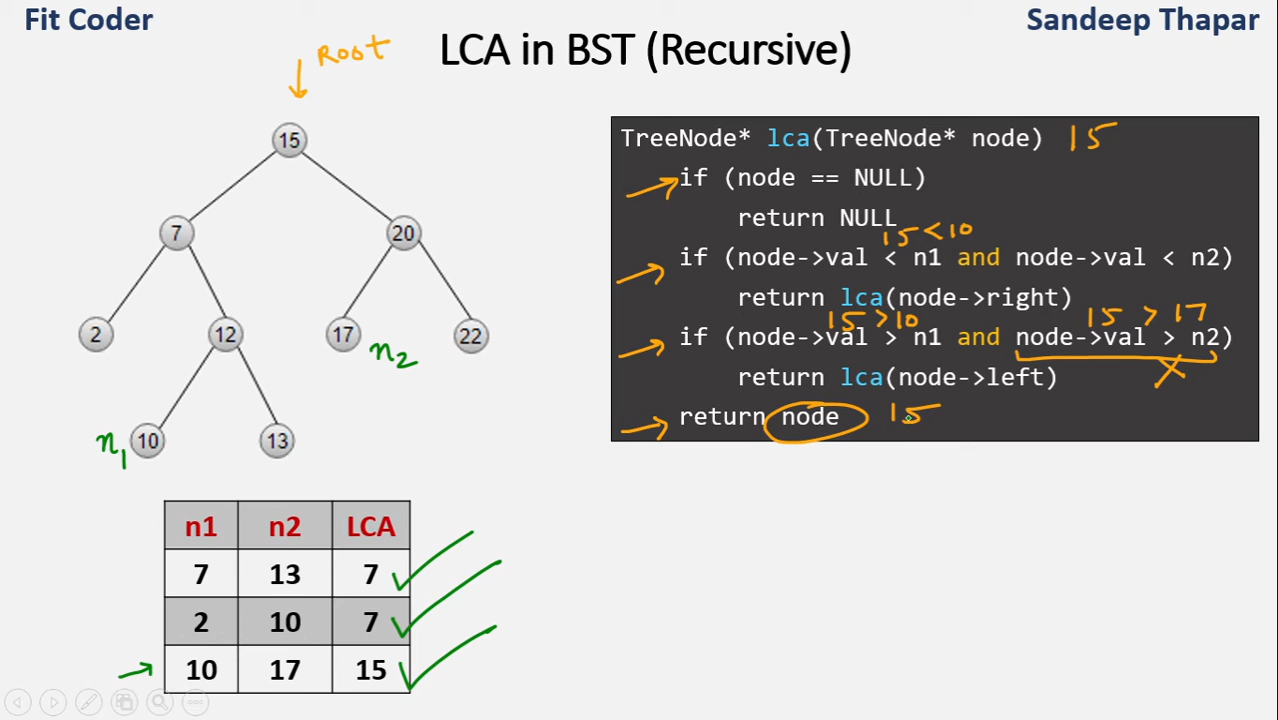 Fit Coder
Sandeep Thapar
LCA in BST (Recursive)
Root
15
7
20
2
12
17
22
n2
n1
10
13
TreeNode* lca(TreeNode* node) 15
if (node == NULL)
return NULL
15 < 10
if (node->val < n1 and node->val < n2)
return lca(node->right)
15 > 10 15 > 17
if (node->val > n1 and node->val > n2)
return lca(node->left)
return node 15
n1 n2 LCA
7 13 7
2 10 7
10 17 15